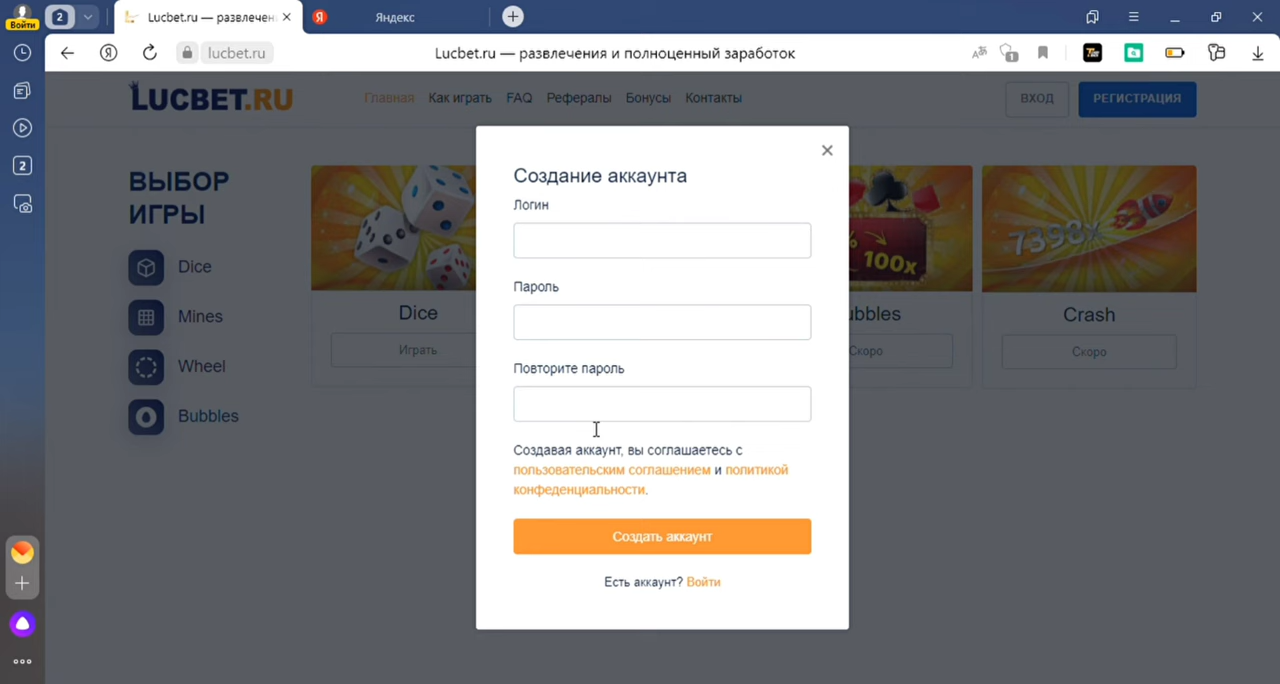 Войти
2
Lucbet.ru — развлечен
Я
Яндекс
lucbet.ru
Lucbet.ru — развлечения и полноценный заработок
1
LUCBET.RU
Главная
Как играть
FAQ
Рефералы
Бонусы
Контакты
ВХОД
РЕГИСТРАЦИЯ
2
ВЫБОР
ИГРЫ
Dice
Mines
Wheel
Bubbles
Dice
Играть
Создание аккаунта
Логин
Пароль
Повторите пароль
Создавая аккаунт, вы соглашаетесь с
пользовательским соглашением и политикой
конфеденциальности.
Создать аккаунт
Есть аккаунт? Войти
%
100x
ubbles
Скоро
7398x
Crash
Скоро